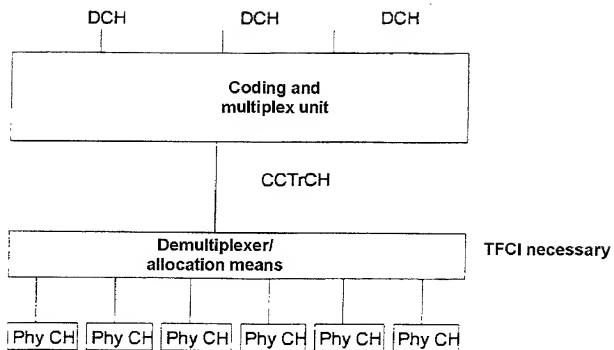 DCH DCH DCH
Coding and
multiplex unit
CCTrCH
Demultiplexer/
allocation means
TFCI necessary
Phy CH Phy CH Phy CH Phy CH Phy CH Phy CH